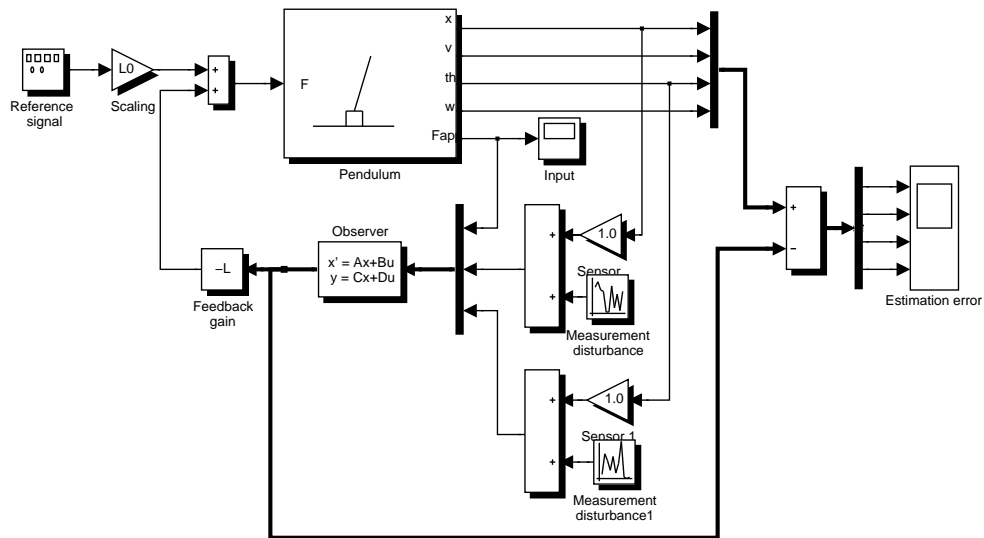 x
v
th
w
Fap
F
Pendulum
L0
Reference
signal
Scaling
+
+
Input
Observer
x' = Ax+Bu
y = Cx+Du
−L
Feedback
gain
+
+
1.0
Sensor
Measurement
disturbance
+
+
1.0
Sensor 1
Measurement
disturbance1
+
−
Estimation error